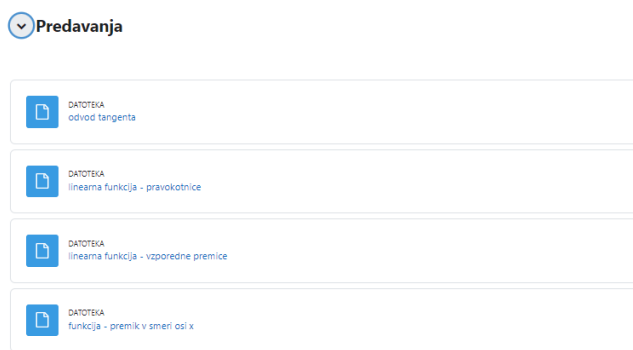 Predavanja
DATOTEKA
odvod tangenta
DATOTEKA
linearna funkcija - pravokotnice
DATOTEKA
linearna funkcija - vzporedne premice
DATOTEKA
funkcija - premik v smeri osi x